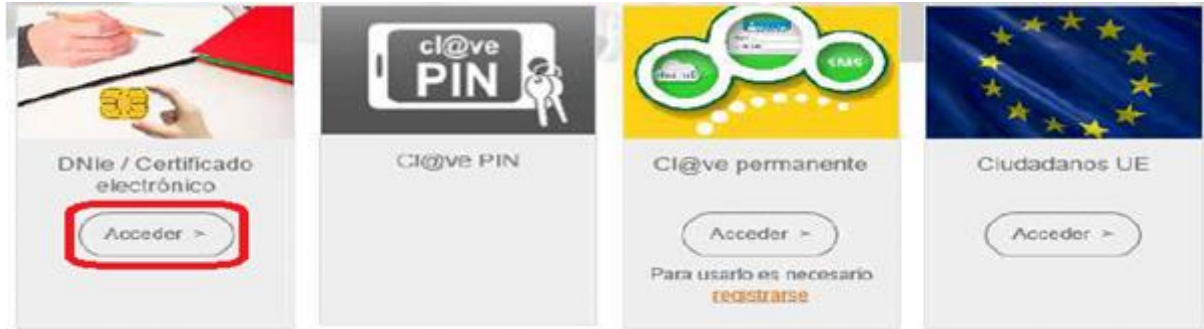 cl@ve
PIN
SMS
DNIe / Certificado
electrónico
Acceder >
Cl@ve PIN
Cl@ve permanente
Acceder >
Para usarlo es necesario
registrarse
Ciudadanos UE
Acceder >